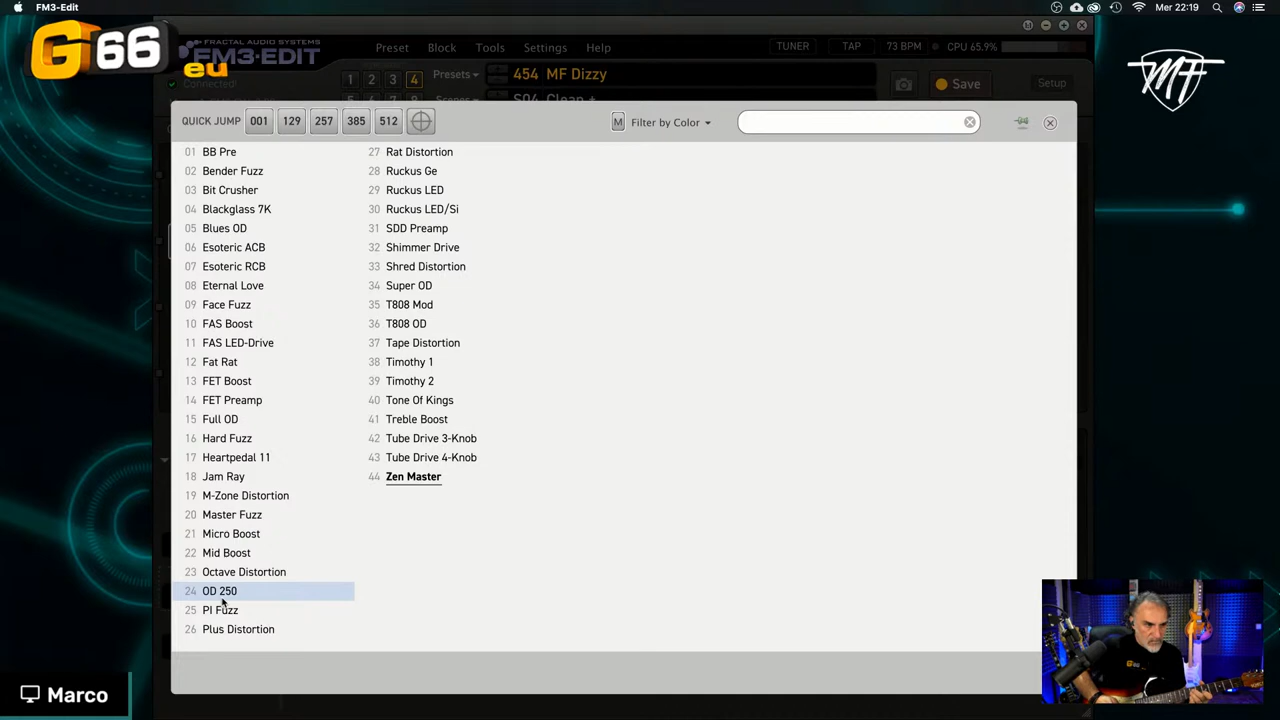 FM3-Edit
Mer 22:19
G 66
eu
FRACTAL AUDIO SYSTEMS
FM3-EDIT
Preset Block Tools Settings Help
TUNER TAP 73 BPM CPU 65.9%
Connected!
1 2 3 4
Presets
454 MF Dizzy
Save
Setup
Scenes
S04 Clean +
MF
QUICK JUMP 001 129 257 385 512
M Filter by Color
01 BB Pre
02 Bender Fuzz
03 Bit Crusher
04 Blackglass 7K
05 Blues OD
06 Esoteric ACB
07 Esoteric RCB
08 Eternal Love
09 Face Fuzz
10 FAS Boost
11 FAS LED-Drive
12 Fat Rat
13 FET Boost
14 FET Preamp
15 Full OD
16 Hard Fuzz
17 Heartpedal 11
18 Jam Ray
19 M-Zone Distortion
20 Master Fuzz
21 Micro Boost
22 Mid Boost
23 Octave Distortion
24 OD 250
25 PI Fuzz
26 Plus Distortion
27 Rat Distortion
28 Ruckus Ge
29 Ruckus LED
30 Ruckus LED/Si
31 SDD Preamp
32 Shimmer Drive
33 Shred Distortion
34 Super OD
35 T808 Mod
36 T808 OD
37 Tape Distortion
38 Timothy 1
39 Timothy 2
40 Tone Of Kings
41 Treble Boost
42 Tube Drive 3-Knob
43 Tube Drive 4-Knob
44 Zen Master
Marco